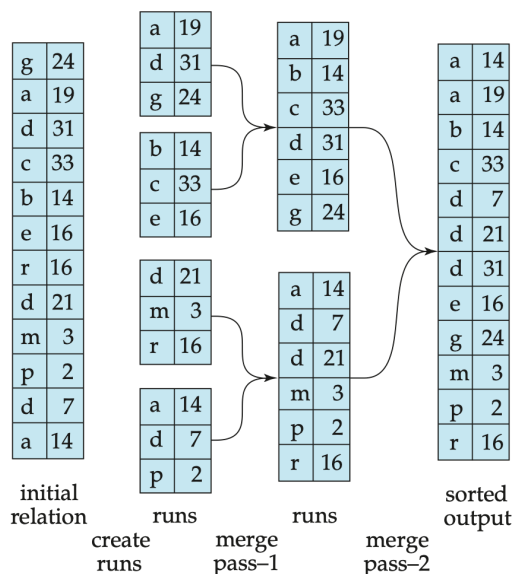 g 24
a 19
d 31
c 33
b 14
e 16
r 16
d 21
m 3
p 2
d 7
a 14
initial
relation
a 19
d 31
g 24
b 14
c 33
e 16
d 21
m 3
r 16
a 14
d 7
p 2
runs
create
runs
a 19
b 14
c 33
d 31
e 16
g 24
a 14
d 7
d 21
m 3
p 2
r 16
runs
merge
pass–1
a 14
a 19
b 14
c 33
d 7
d 21
d 31
e 16
g 24
m 3
p 2
r 16
sorted
output
merge
pass–2